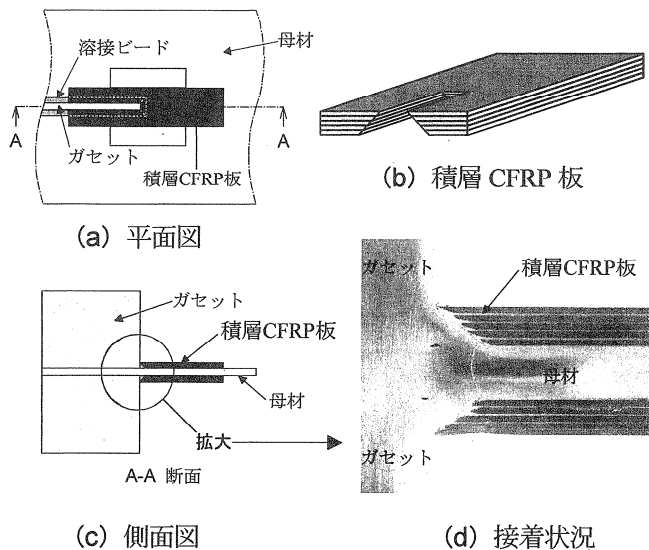 溶接ビード
母材
A
A
ガセット
積層CFRP板
(a) 平面図
(b) 積層 CFRP 板
ガセット
積層CFRP板
母材
拡大
A-A 断面
(c) 側面図
ガセット
積層CFRP板
母材
ガセット
(d) 接着状況